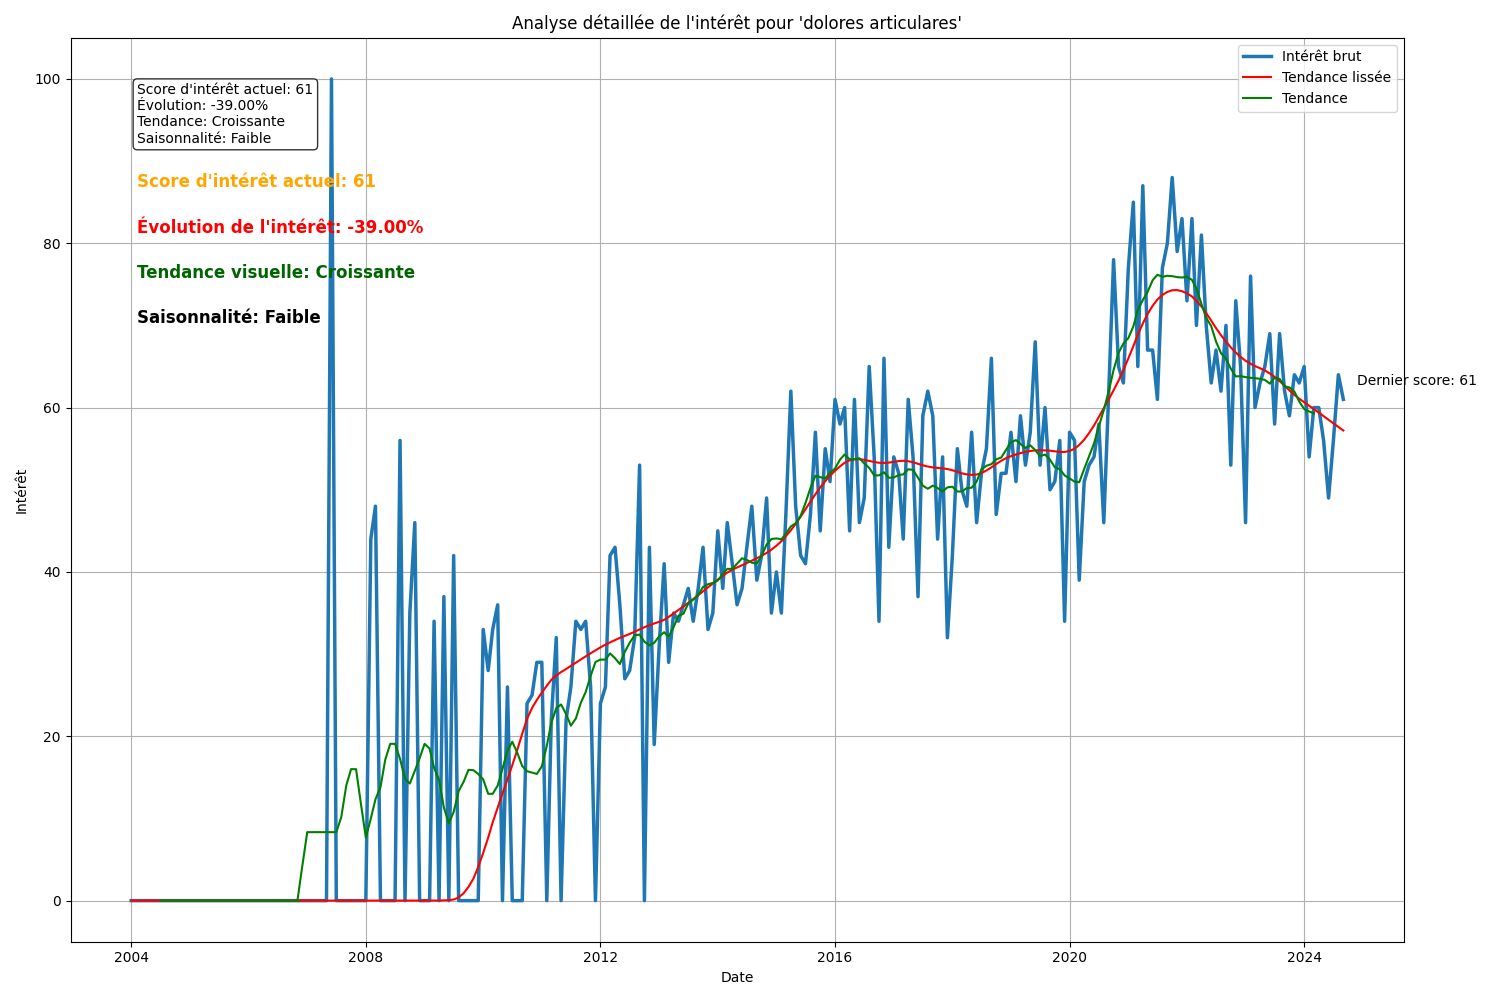 Analyse détaillée de l'intérêt pour 'dolores articulares'
Intérêt brut
Tendance lissée
Tendance
Score d'intérêt actuel: 61
Évolution: -39.00%
Tendance: Croissante
Saisonnalité: Faible
Score d'intérêt actuel: 61
Évolution de l'intérêt: -39.00%
Tendance visuelle: Croissante
Saisonnalité: Faible
Dernier score: 61
Intérêt
100
80
60
40
20
0
2004 2008 2012 2016 2020 2024
Date